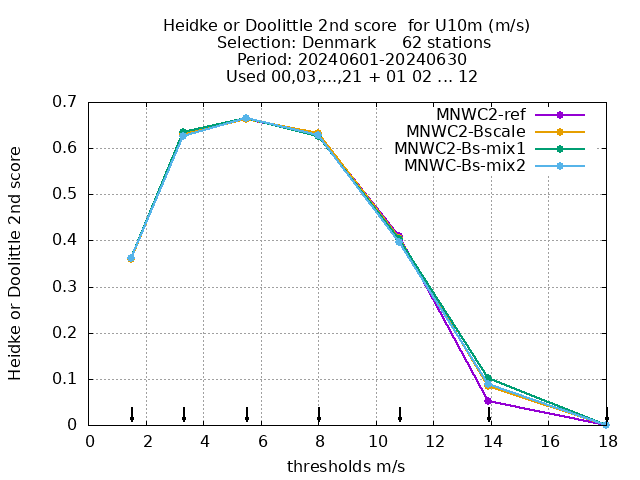 Heidke or Doolittle 2nd score  for U10m (m/s)
Selection: Denmark     62 stations
Period: 20240601-20240630
Used 00,03,...,21 + 01 02 ... 12
MNWC2-ref
MNWC2-Bscale
MNWC2-Bs-mix1
MNWC-Bs-mix2
Heidke or Doolittle 2nd score
0.7
0.6
0.5
0.4
0.3
0.2
0.1
0
0 2 4 6 8 10 12 14 16 18
thresholds m/s